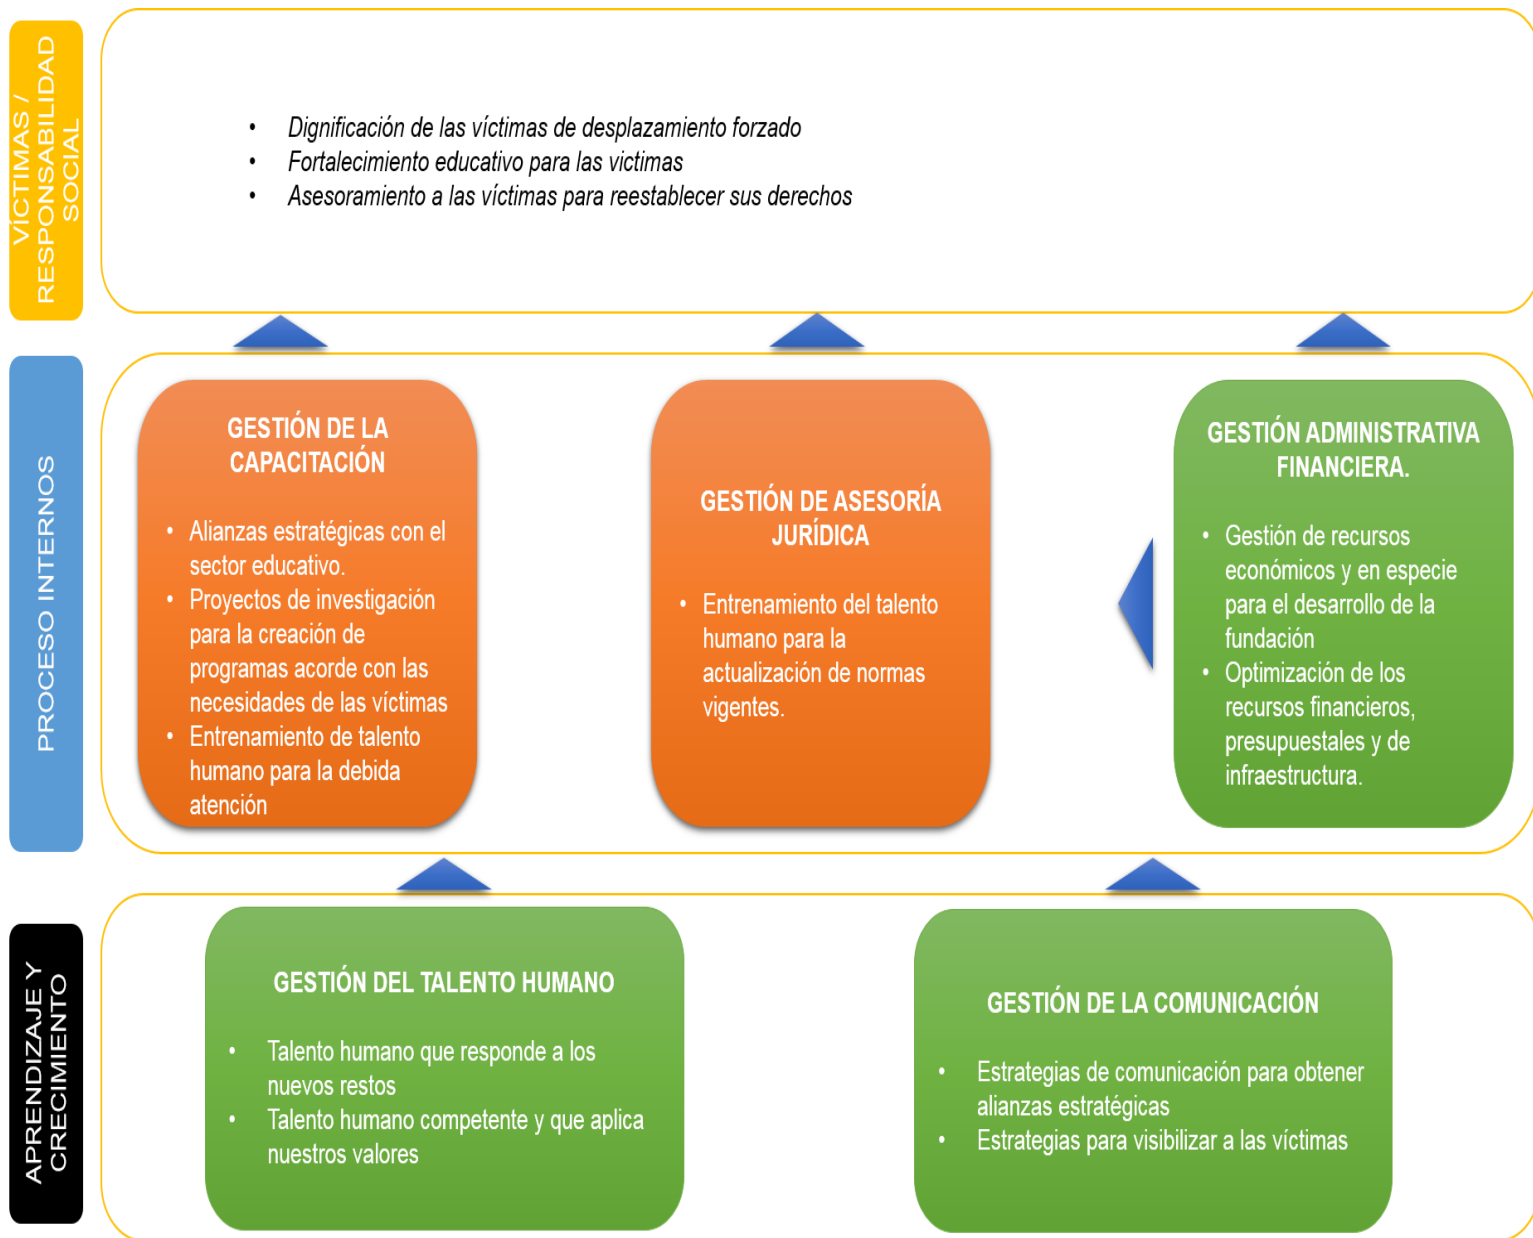 VÍCTIMAS /
RESPONSABILIDAD
SOCIAL
• Dignificación de las víctimas de desplazamiento forzado
• Fortalecimiento educativo para las victimas
• Asesoramiento a las víctimas para reestablecer sus derechos
PROCESO INTERNOS
GESTIÓN DE LA
CAPACITACIÓN
• Alianzas estratégicas con el
sector educativo.
• Proyectos de investigación
para la creación de
programas acorde con las
necesidades de las víctimas
• Entrenamiento de talento
humano para la debida
atención
GESTIÓN DE ASESORÍA
JURÍDICA
• Entrenamiento del talento
humano para la
actualización de normas
vigentes.
GESTIÓN ADMINISTRATIVA
FINANCIERA.
• Gestión de recursos
económicos y en especie
para el desarrollo de la
fundación
• Optimización de los
recursos financieros,
presupuestales y de
infraestructura.
APRENDIZAJE Y
CRECIMIENTO
GESTIÓN DEL TALENTO HUMANO
• Talento humano que responde a los
nuevos restos
• Talento humano competente y que aplica
nuestros valores
GESTIÓN DE LA COMUNICACIÓN
• Estrategias de comunicación para obtener
alianzas estratégicas
• Estrategias para visibilizar a las víctimas